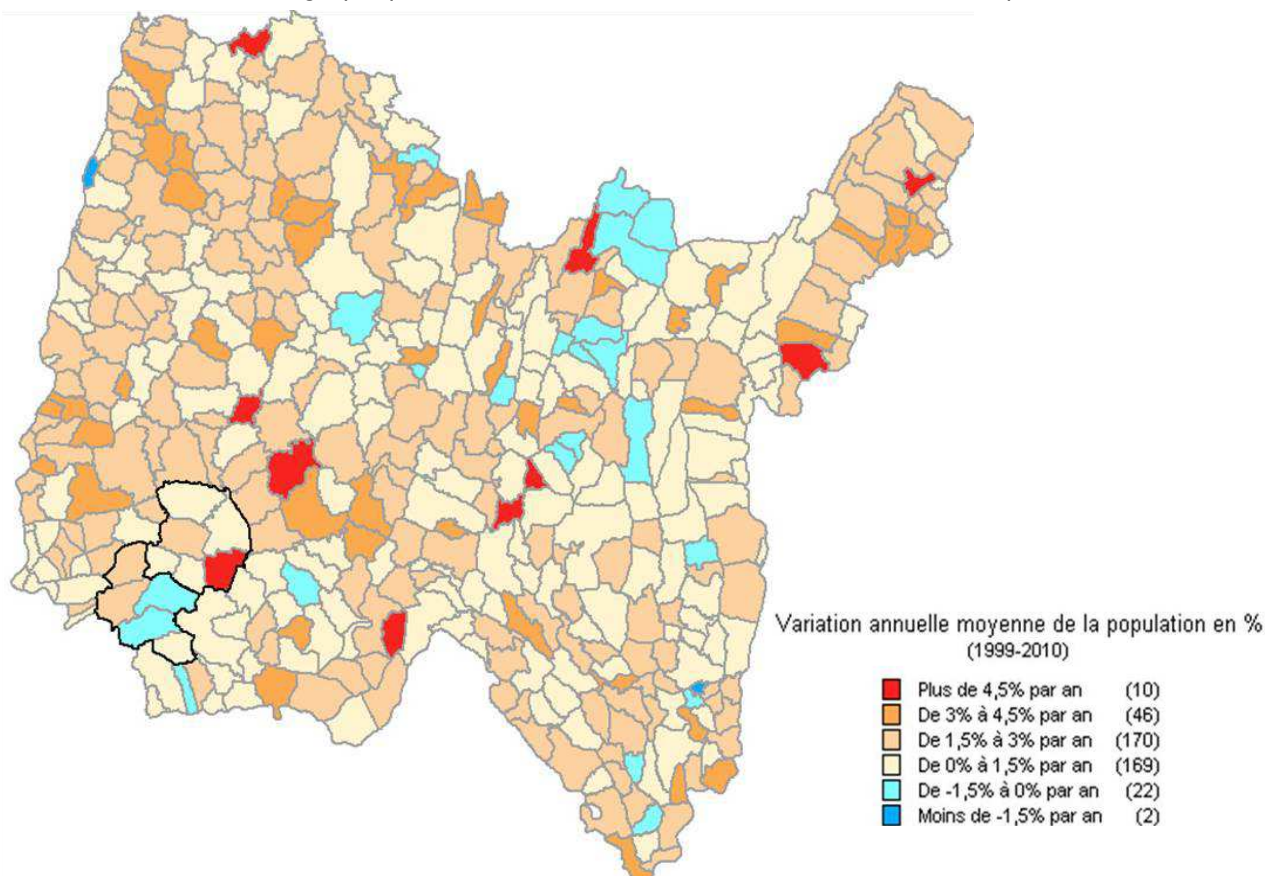 Variation annuelle moyenne de la population en %
(1999-2010)
Plus de 4,5% par an (10)
De 3% à 4,5% par an (46)
De 1,5% à 3% par an (170)
De 0% à 1,5% par an (169)
De -1,5% à 0% par an (22)
Moins de -1,5% par an (2)